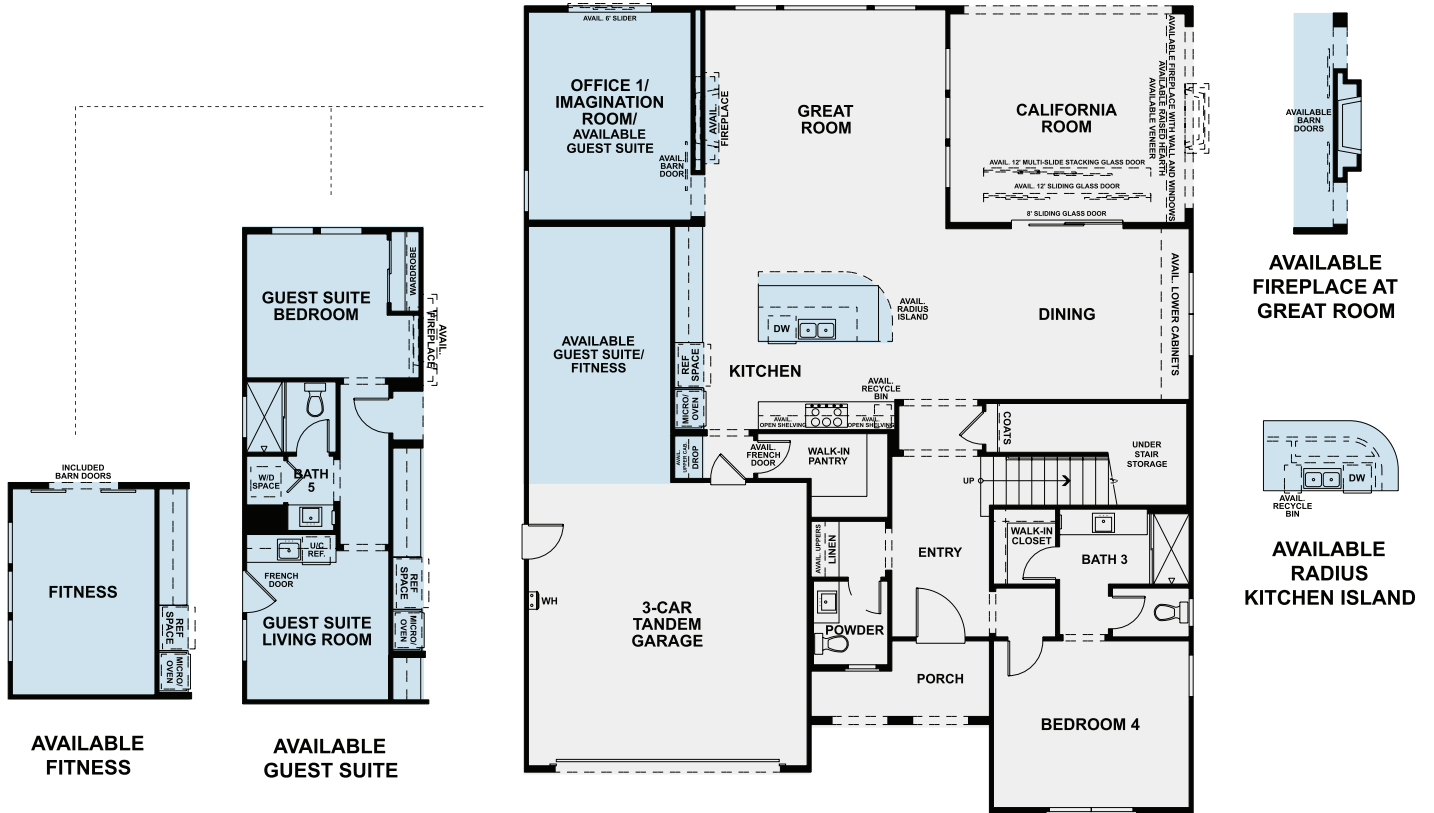 AVAIL. 6' SLIDER
OFFICE 1/
IMAGINATION
ROOM/
AVAILABLE
GUEST SUITE
AVAIL.
BARN
DOOR
AVAIL.
FIREPLACE
GREAT
ROOM
CALIFORNIA
ROOM
AVAILABLE FIREPLACE WITH WALL AND WINDOWS
AVAILABLE RAISED HEARTH
AVAILABLE VENEER
AVAIL. 12' MULTI-SLIDE STACKING GLASS DOOR
AVAIL. 12' SLIDING GLASS DOOR
8' SLIDING GLASS DOOR
AVAILABLE
GUEST SUITE/
FITNESS
AVAIL.
RADIUS
ISLAND
DW
DINING
AVAIL. LOWER CABINETS
REF
SPACE
MICRO/
OVEN
KITCHEN
AVAIL.
RECYCLE
BIN
AVAIL.
OPEN SHELVING
AVAIL.
OPEN SHELVING
AVAIL.
UPPER CAB.
DROP
AVAIL.
FRENCH
DOOR
WALK-IN
PANTRY
COATS
UNDER
STAIR
STORAGE
UP
AVAIL. UPPERS
LINEN
ENTRY
WALK-IN
CLOSET
BATH 3
WH
3-CAR
TANDEM
GARAGE
POWDER
PORCH
BEDROOM 4
INCLUDED
BARN DOORS
FITNESS
REF
SPACE
MICRO/
OVEN
AVAILABLE
FITNESS
GUEST SUITE
BEDROOM
WARDROBE
AVAIL.
FIREPLACE
W/D
SPACE
BATH
5
U/C
REF.
FRENCH
DOOR
GUEST SUITE
LIVING ROOM
REF
SPACE
MICRO/
OVEN
AVAILABLE
GUEST SUITE
AVAILABLE
BARN
DOORS
AVAILABLE
FIREPLACE AT
GREAT ROOM
DW
AVAIL.
RECYCLE
BIN
AVAILABLE
RADIUS
KITCHEN ISLAND